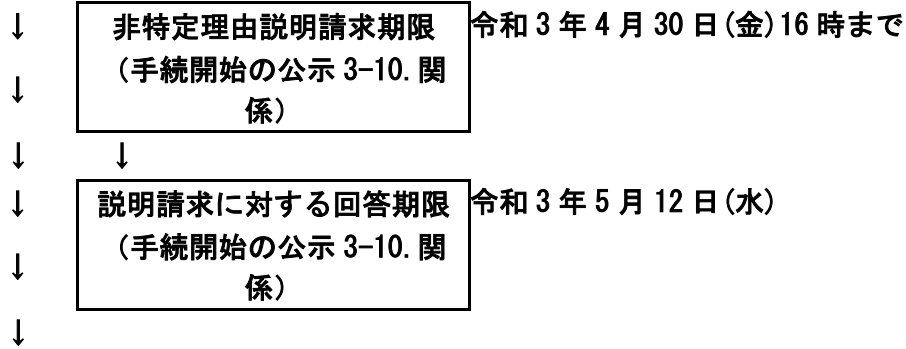 ↓ 非特定理由説明請求期限 令和3年4月30日(金)16時まで
(手続開始の公示3-10.関
↓
係)
↓ ↓
↓ 説明請求に対する回答期限 令和3年5月12日(水)
(手続開始の公示3-10.関
↓
係)
↓